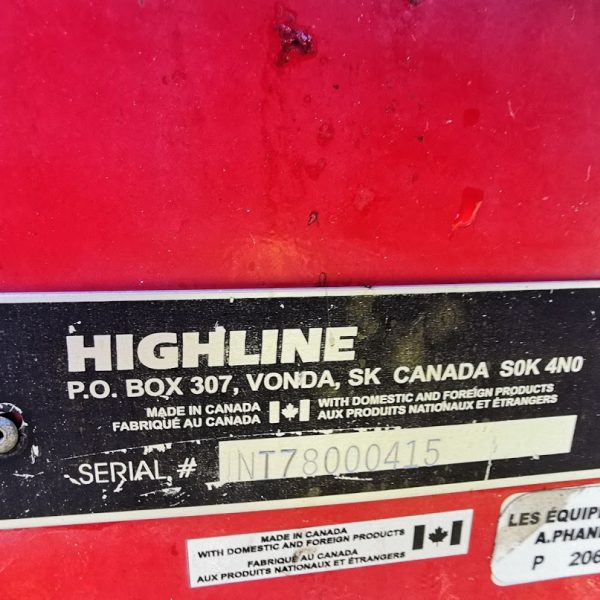 HIGHLINE
P.O. BOX 307, VONDA, SK CANADA S0K 4N0
MADE IN CANADA WITH DOMESTIC AND FOREIGN PRODUCTS
FABRIQUÉ AU CANADA AUX PRODUITS NATIONAUX ET ÉTRANGERS
SERIAL # NT78000415
MADE IN CANADA
WITH DOMESTIC AND FOREIGN PRODUCTS
FABRIQUÉ AU CANADA
AUX PRODUITS NATIONAUX ET ÉTRANGERS
LES
P 206